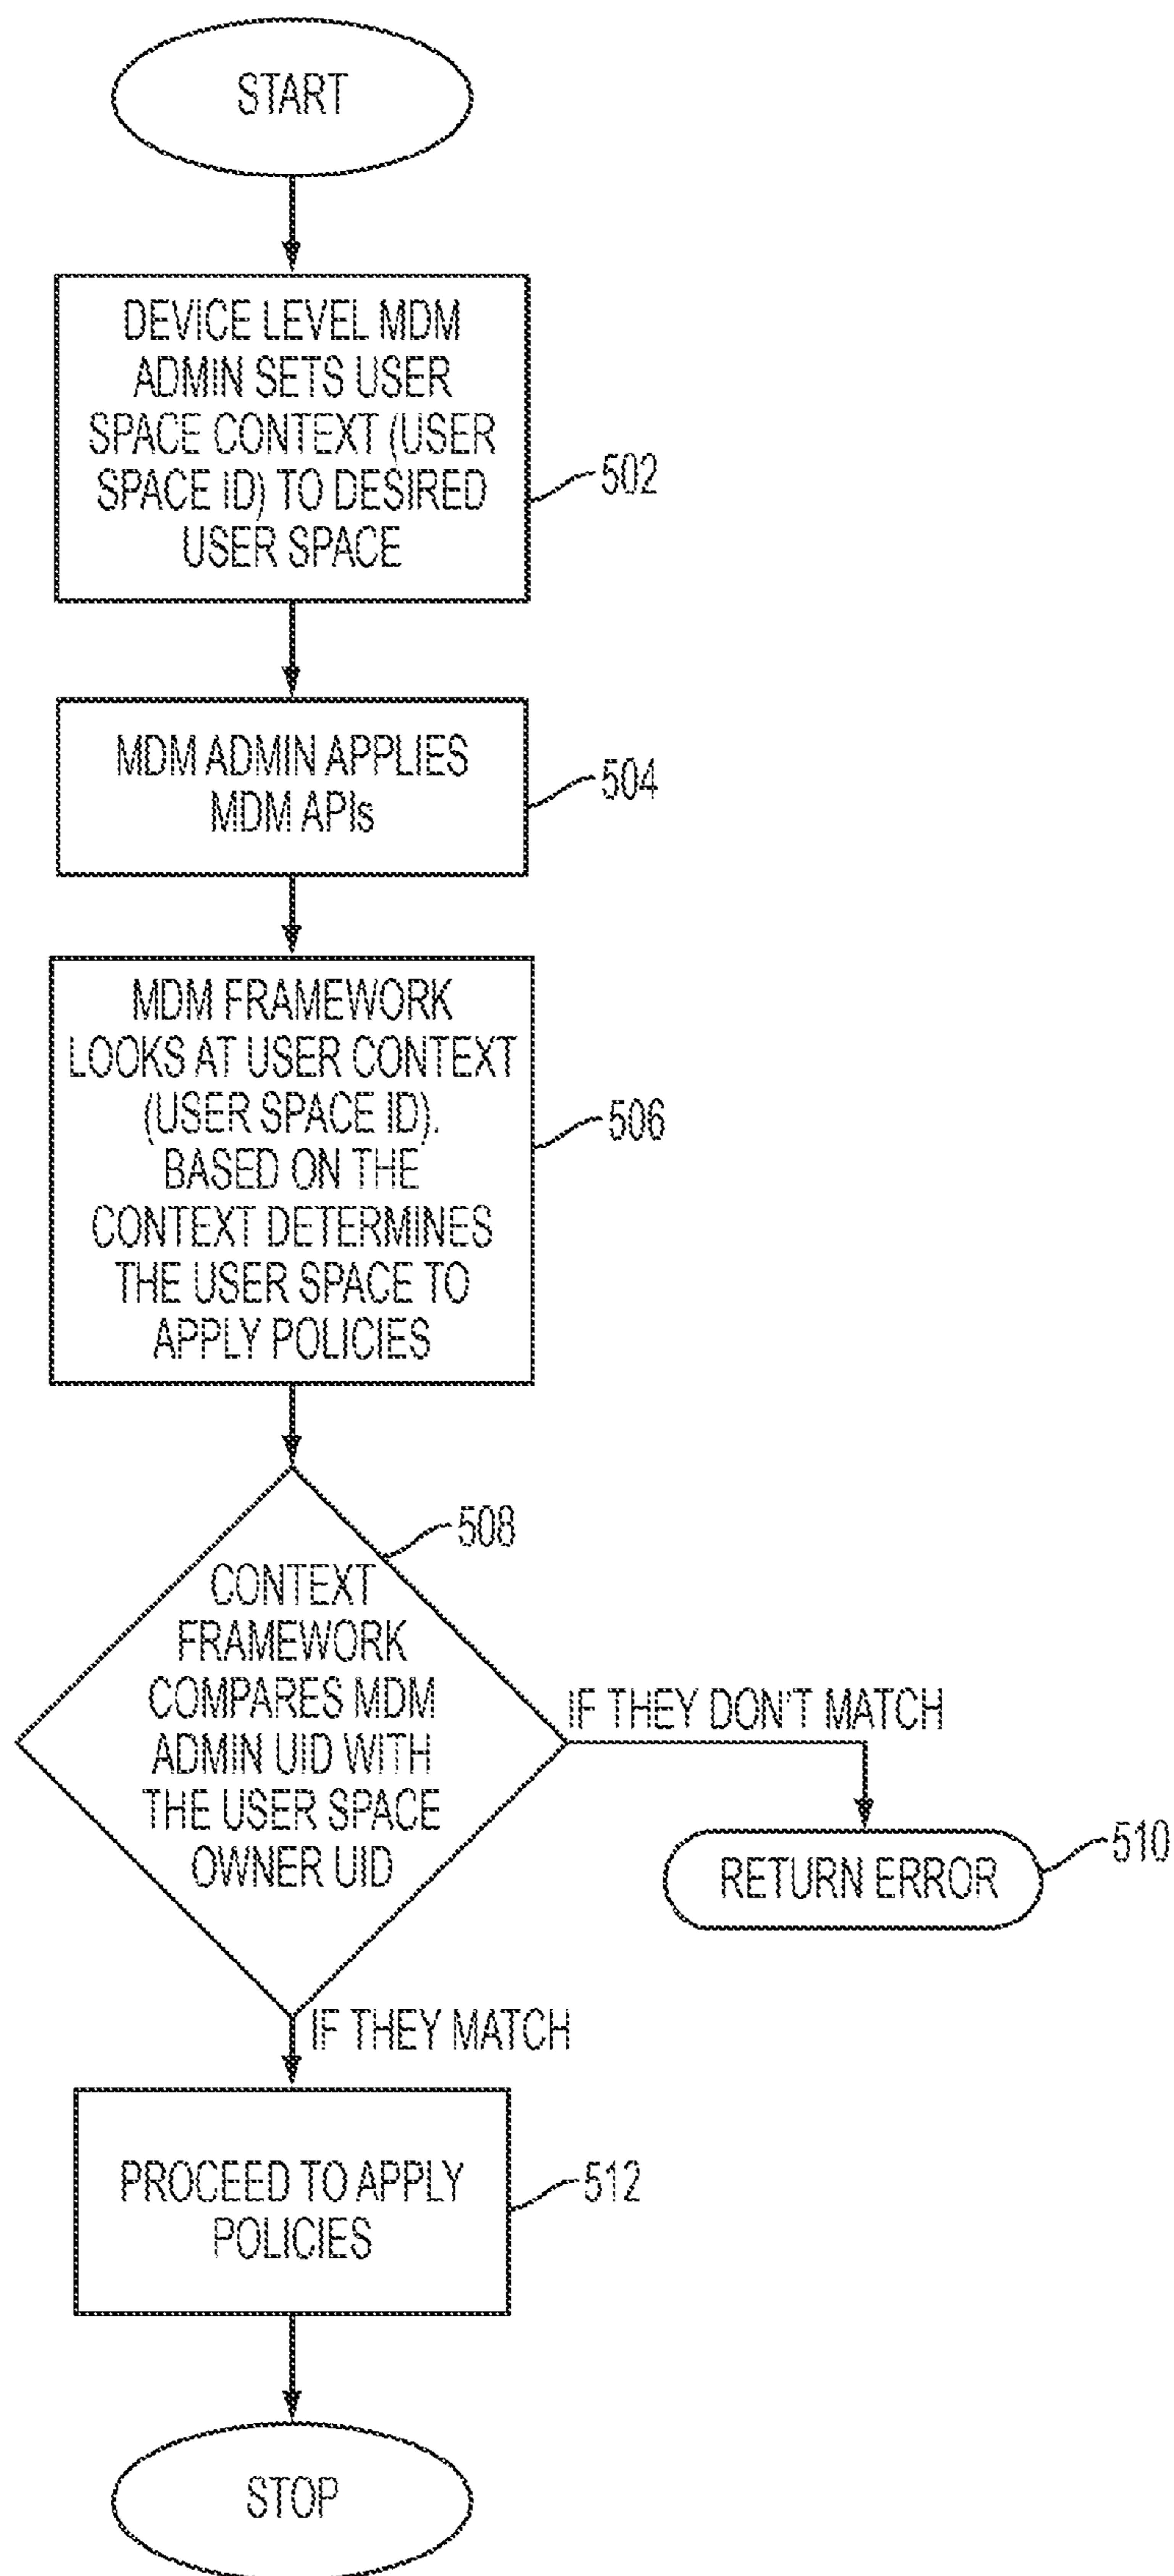 START
DEVICE LEVEL MDM
ADMIN SETS USER
SPACE CONTEXT (USER
SPACE ID) TO DESIRED
USER SPACE
502
MDM ADMIN APPLIES
MDM APIs
504
MDM FRAMEWORK
LOOKS AT USER CONTEXT
(USER SPACE ID).
BASED ON THE
CONTEXT DETERMINES
THE USER SPACE TO
APPLY POLICIES
506
508
CONTEXT
FRAMEWORK
COMPARES MDM
ADMIN UID WITH
THE USER SPACE
OWNER UID
IF THEY DON'T MATCH
RETURN ERROR
510
IF THEY MATCH
PROCEED TO APPLY
POLICIES
512
STOP